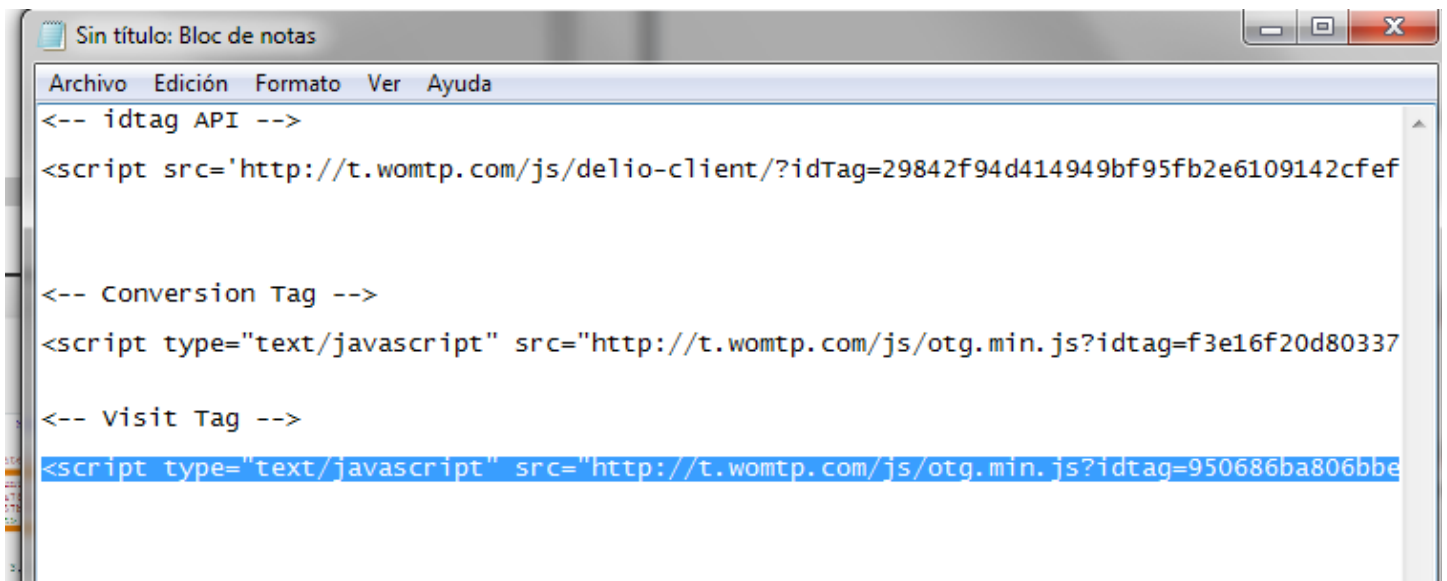 Sin título: Bloc de notas
Archivo Edición Formato Ver Ayuda
<-- idtag API -->
<script src='http://t.womtp.com/js/delio-client/?idTag=29842f94d414949bf95fb2e6109142cfef
<-- Conversion Tag -->
<script type="text/javascript" src="http://t.womtp.com/js/otg.min.js?idtag=f3e16f20d80337
<-- Visit Tag -->
<script type="text/javascript" src="http://t.womtp.com/js/otg.min.js?idtag=950686ba806bbe